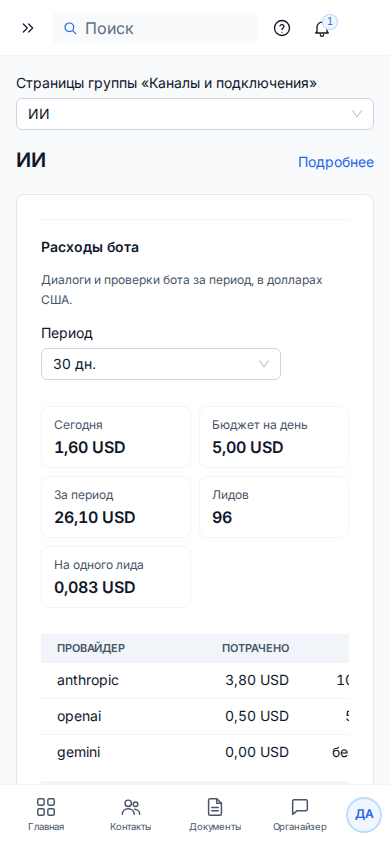 Поиск
1
Страницы группы «Каналы и подключения»
ИИ
ИИ
Подробнее
Расходы бота
Диалоги и проверки бота за период, в долларах
США.
Период
30 дн.
Сегодня
1,60 USD
Бюджет на день
5,00 USD
За период
26,10 USD
Лидов
96
На одного лида
0,083 USD
ПРОВАЙДЕР ПОТРАЧЕНО
anthropic 3,80 USD
openai 0,50 USD
gemini 0,00 USD
Главная
Контакты
Документы
Органайзер
ДА